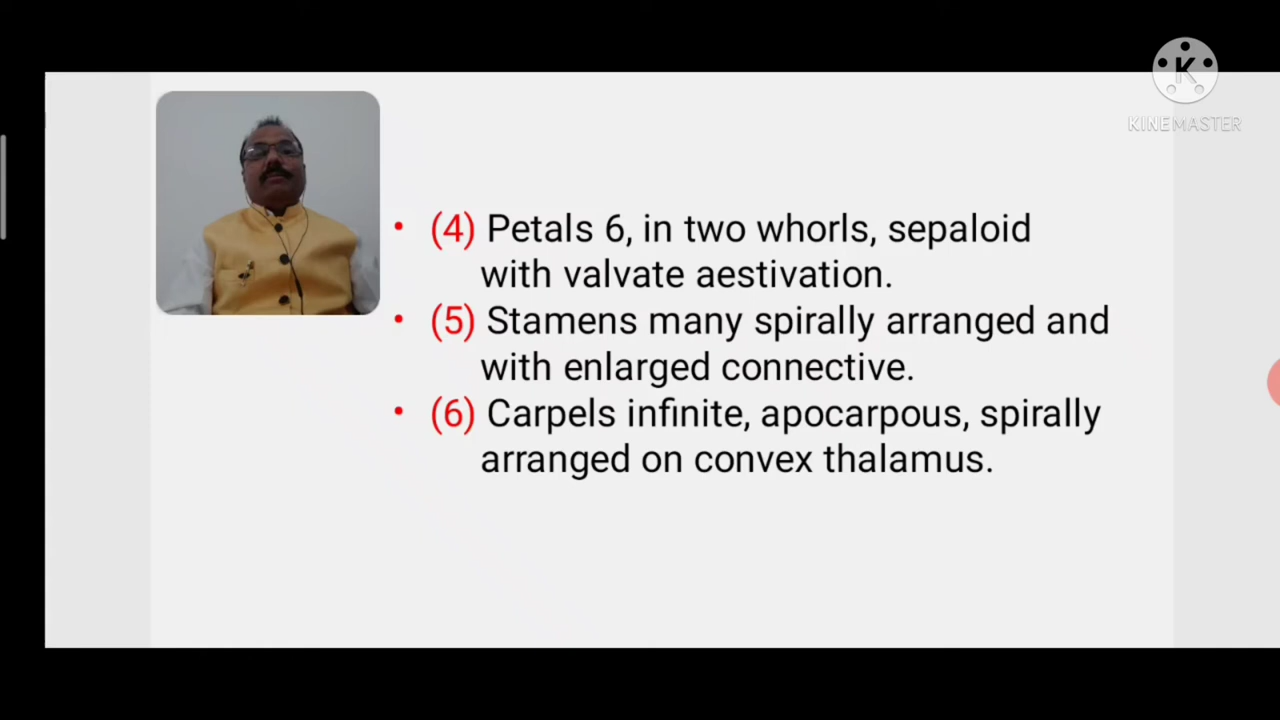 KINEMASTER
• (4) Petals 6, in two whorls, sepaloid
with valvate aestivation.
• (5) Stamens many spirally arranged and
with enlarged connective.
• (6) Carpels infinite, apocarpous, spirally
arranged on convex thalamus.